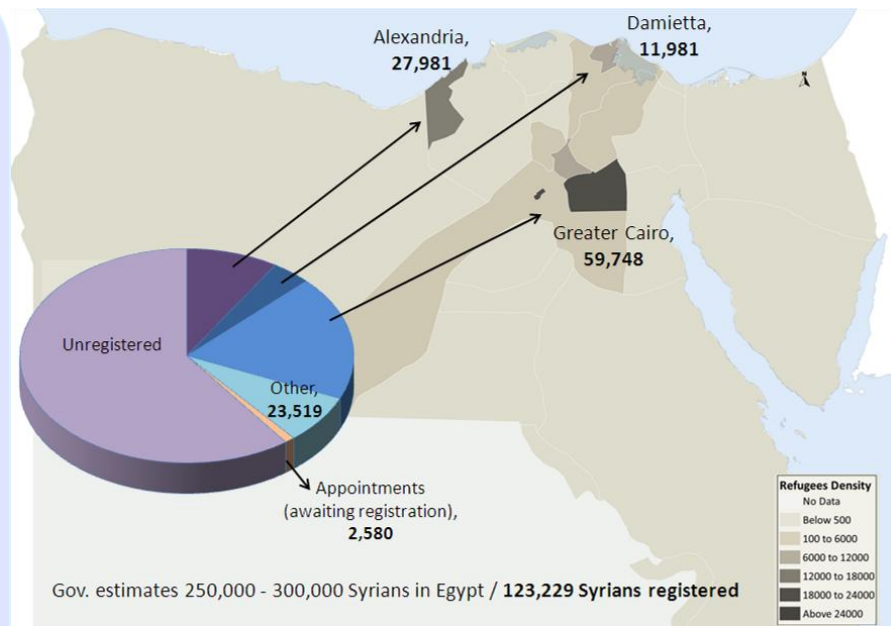 Alexandria,
27,981
Damietta,
11,981
N
Greater Cairo,
59,748
Unregistered
Other,
23,519
Appointments
(awaiting registration),
2,580
Refugees Density
No Data
Below 500
100 to 6000
6000 to 12000
12000 to 18000
18000 to 24000
Above 24000
Gov. estimates 250,000 - 300,000 Syrians in Egypt / 123,229 Syrians registered